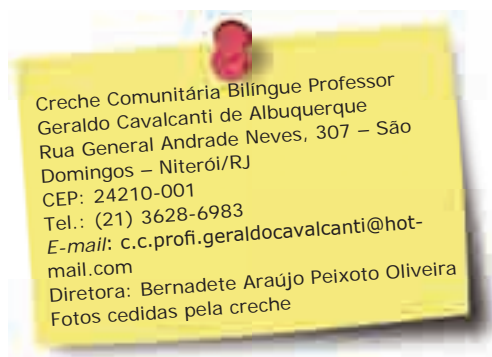 Creche Comunitária Bilíngue Professor
Geraldo Cavalcanti de Albuquerque
Rua General Andrade Neves, 307 – São
Domingos – Niterói/RJ
CEP: 24210-001
Tel.: (21) 3628-6983
E-mail: c.c.profi.geraldocavalcanti@hot-
mail.com
Diretora: Bernadete Araújo Peixoto Oliveira
Fotos cedidas pela creche